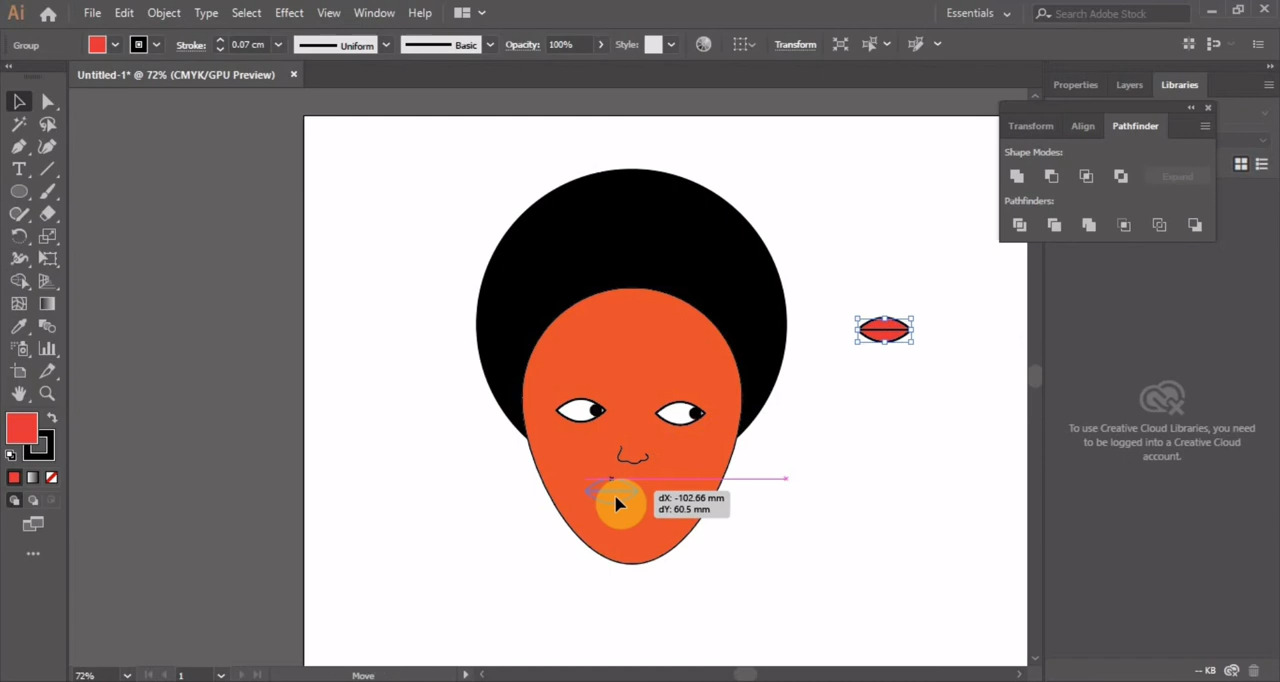 Ai File Edit Object Type Select Effect View Window Help Essentials Search Adobe Stock
Group Stroke: 0.07 cm Uniform Basic Opacity: 100% Style: Transform
Untitled-1* @ 72% (CMYK/GPU Preview) Properties Layers Libraries
Transform Align Pathfinder
Shape Modes:
Expand
Pathfinders:
To use Creative Cloud Libraries, you need
to be logged into a Creative Cloud
account.
dX: -102.66 mm
dY: 60.5 mm
72% 1 Move -- KB